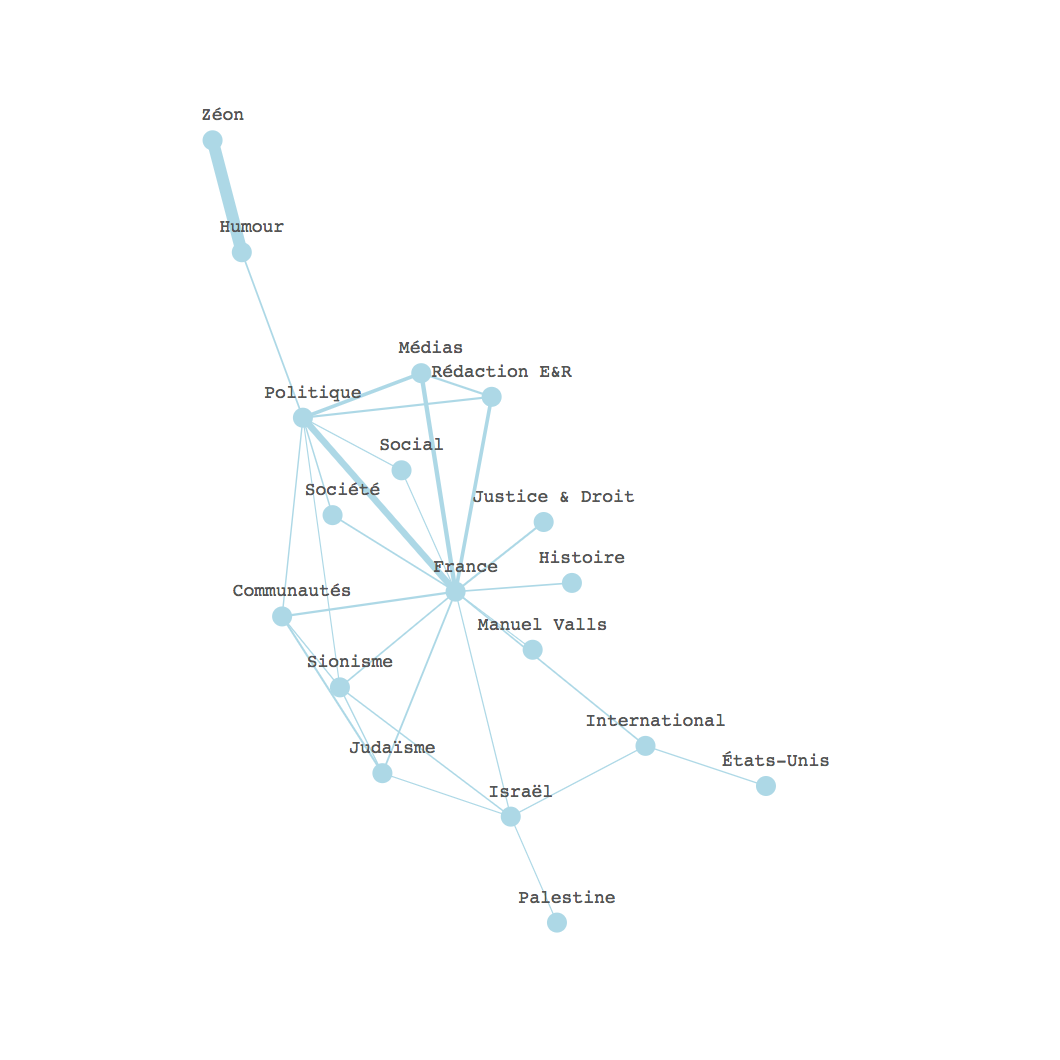 Zéon
Humour
Médias
Rédaction E&R
Politique
Social
Société
Justice & Droit
Histoire
France
Communautés
Manuel Valls
Sionisme
International
Judaïsme
États-Unis
Israël
Palestine